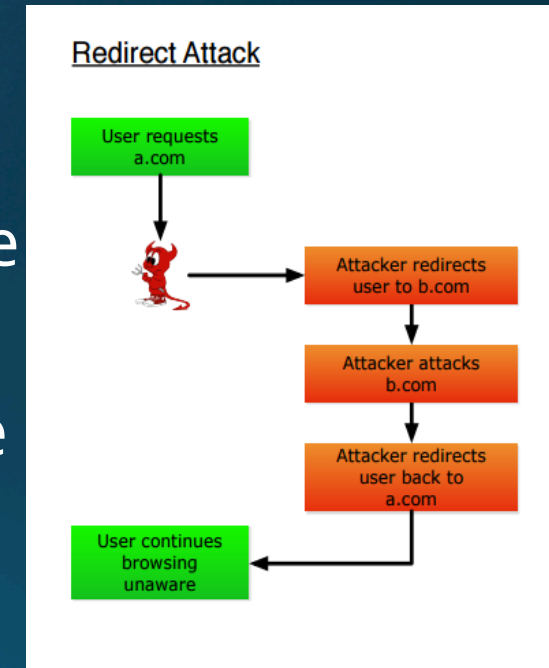 Redirect Attack
User requests
a.com
e
Attacker redirects
user to b.com
Attacker attacks
b.com
e
Attacker redirects
user back to
a.com
User continues
browsing
unaware